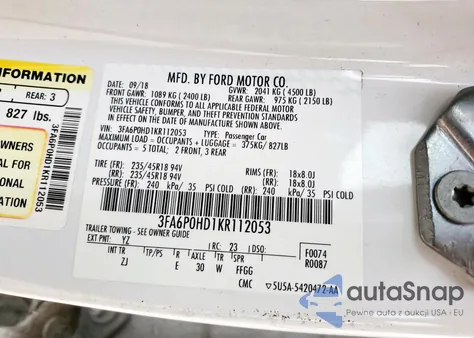 INFORMATION
REAR: 3
827 lbs.
OWNERS
AL for
TIONAL
ATION
3FA6P0HD1KR112053
MFD. BY FORD MOTOR CO.
09/18
GVWR: 2041 KG (4500 LB)
FRONT GAWR: 1089 KG (2400 LB)
REAR GAWR: 975 KG (2150 LB)
THIS VEHICLE CONFORMS TO ALL APPLICABLE FEDERAL MOTOR
VEHICLE SAFETY, BUMPER, AND THEFT PREVENTION STANDARDS IN
EFFECT ON THE DATE OF MANUFACTURE SHOWN ABOVE.
VIN: 3FA6P0HD1KR112053 TYPE: Passenger Car
MAXIMUM LOAD = OCCUPANTS + LUGGAGE = 375KG/827LB
OCCUPANTS = 5 TOTAL: 2 FRONT, 3 REAR
TIRE (FR) 235/45R18 94V RIMS (FR) 18x8.0J
(RR) 235/45R18 94V (RR) 18x8.0J
PRESSURE (FR) 240 kPa/ 35 PSI COLD (RR) 240 kPa/ 35 PSI COLD
3FA6P0HD1KR112053
TRAILER TOWING - SEE OWNER GUIDE
EXT PNT: YZ RC: 23 DSO: F0074
R0087
INT TR TP/PS R AXLE TR SPR
ZJ E 30 W FFGG
CMC 5U5A-5420472-AA
autoSnap
Pewne auta z aukcji USA - EU